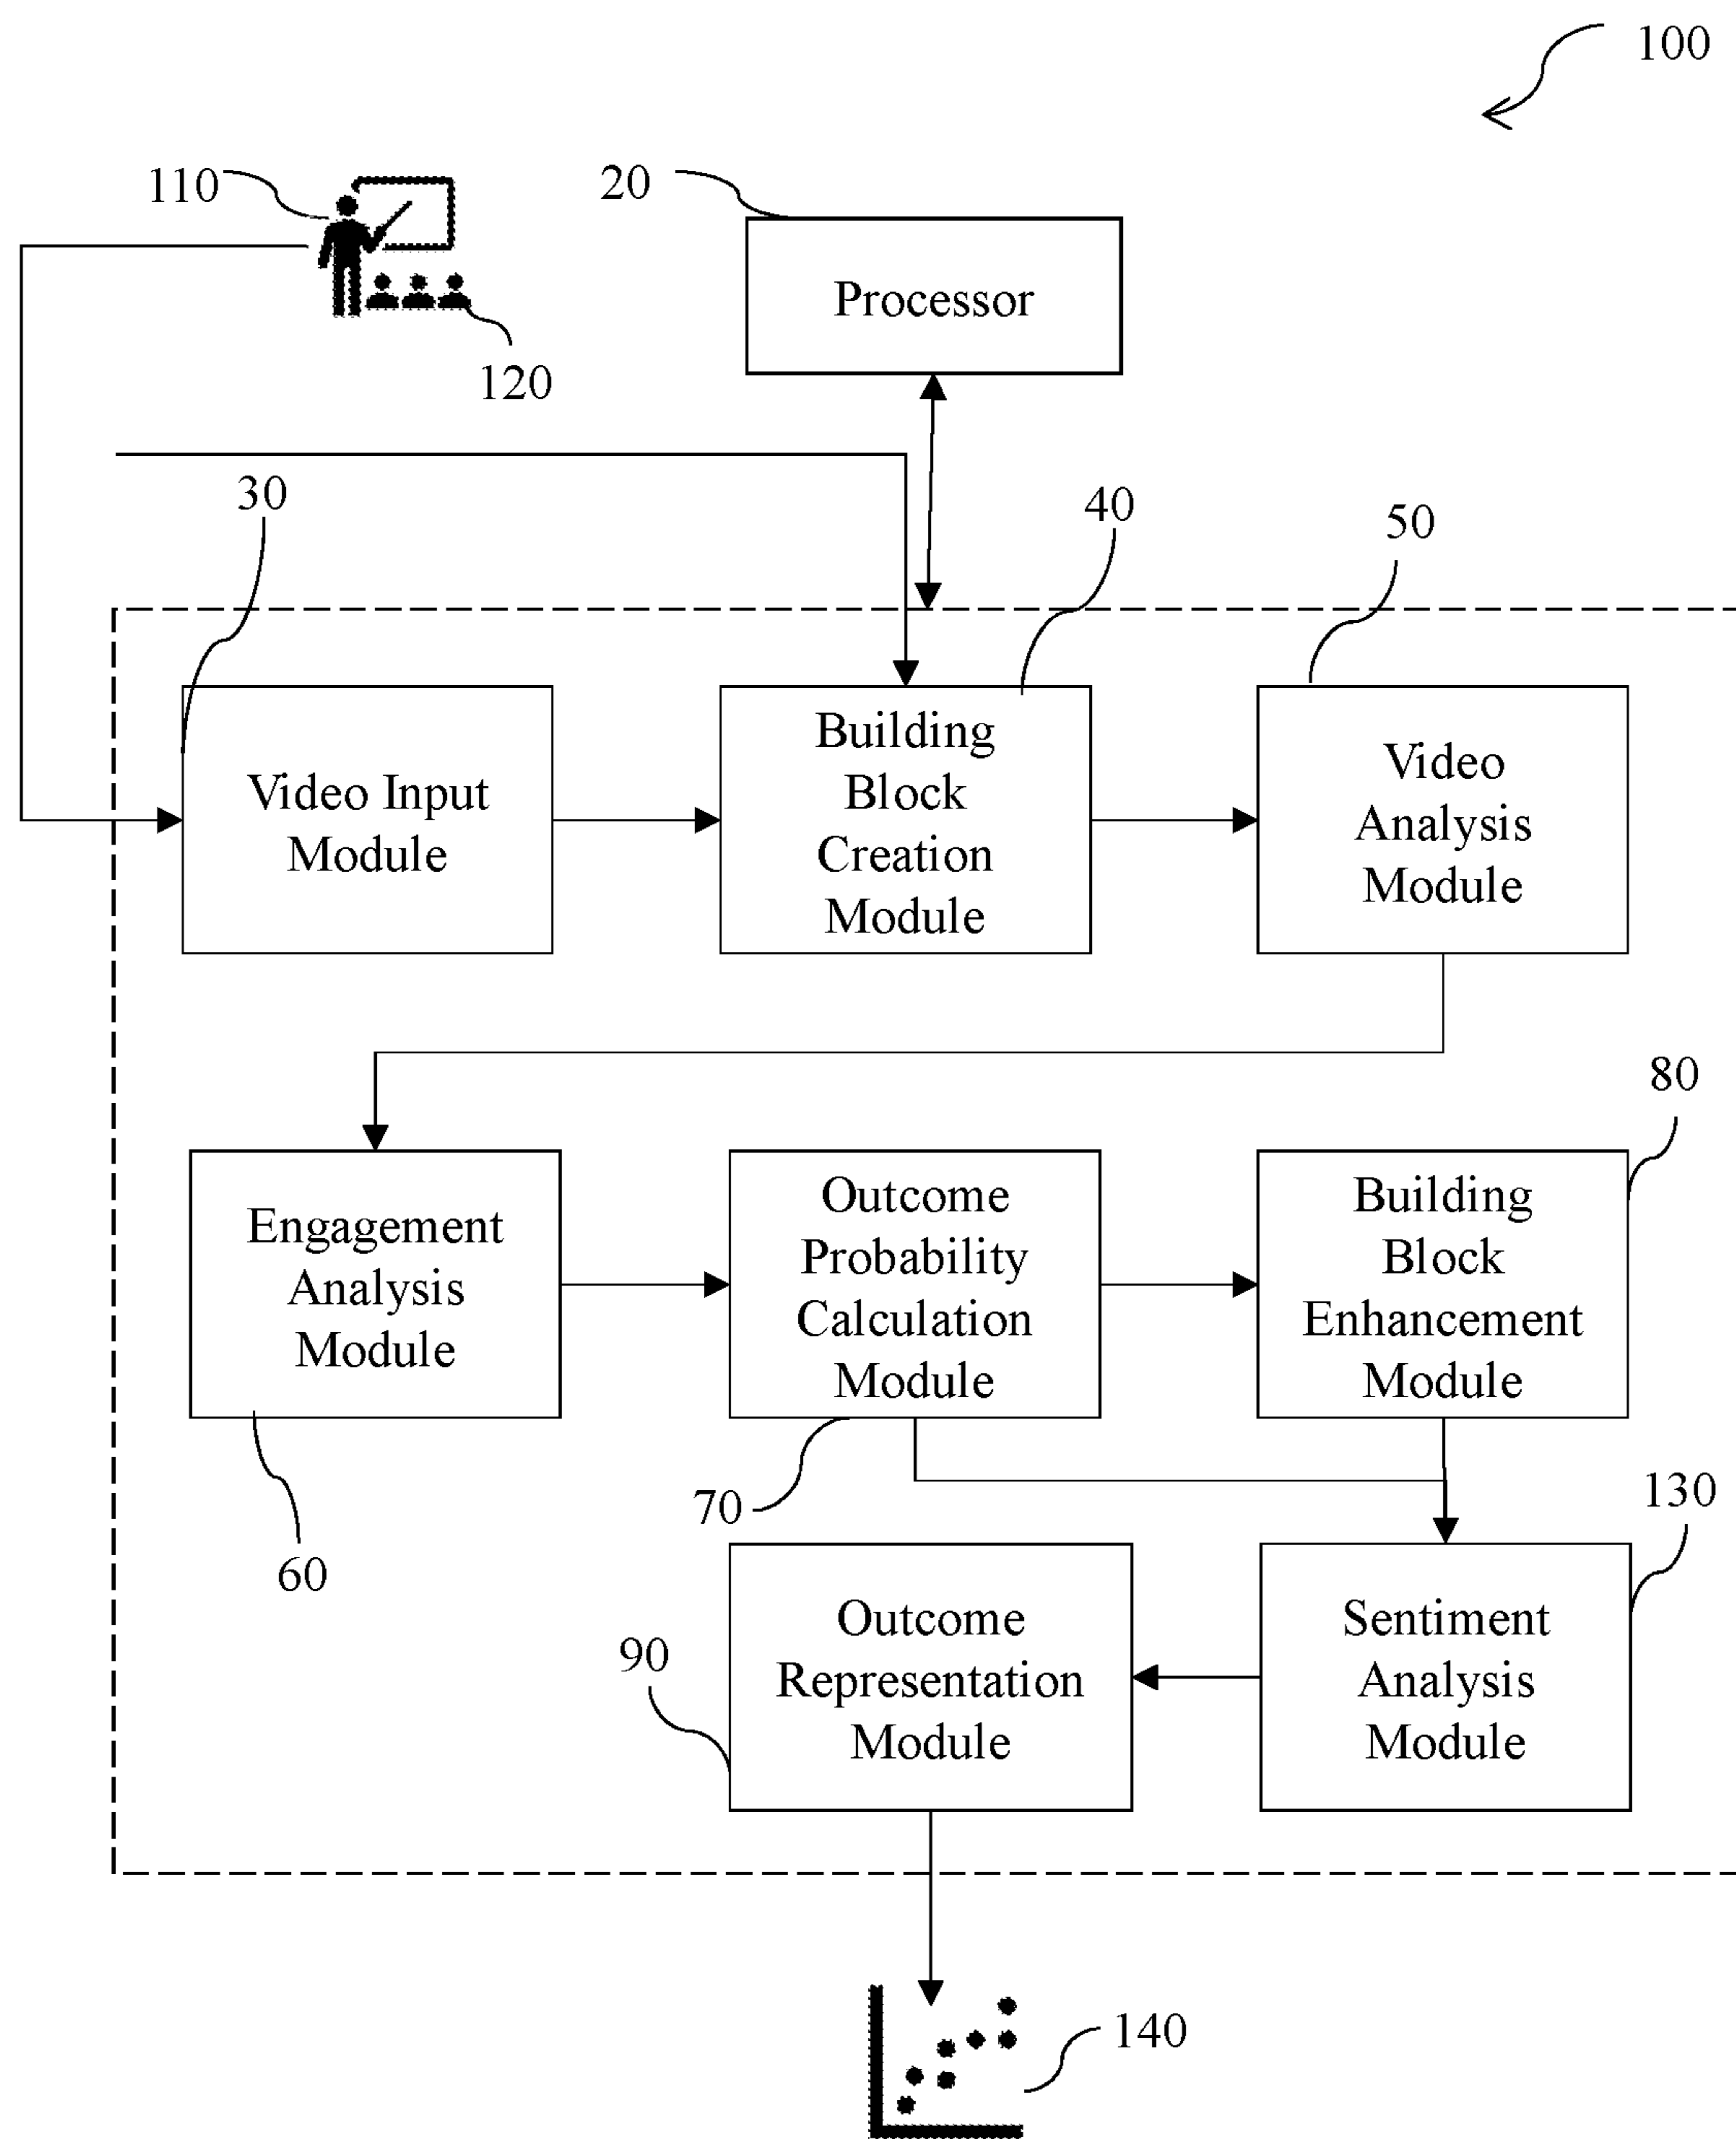 100
110
20
Processor
120
30
40
50
Video Input
Module
Building
Block
Creation
Module
Video
Analysis
Module
80
Engagement
Analysis
Module
Outcome
Probability
Calculation
Module
Building
Block
Enhancement
Module
60
70
130
90
Outcome
Representation
Module
Sentiment
Analysis
Module
140